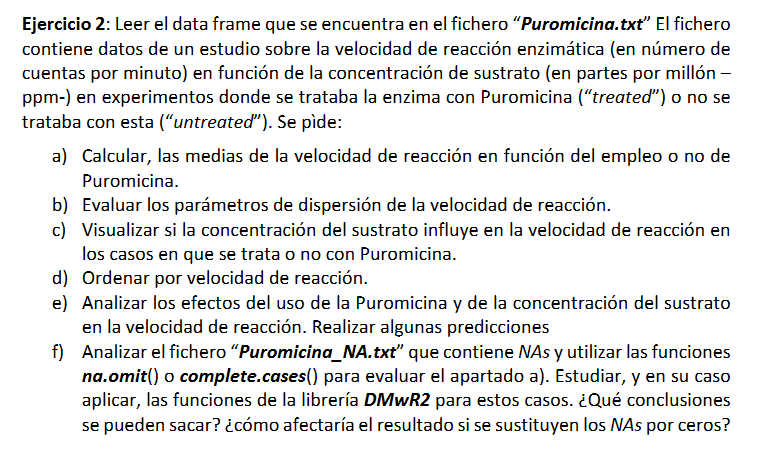 Ejercicio 2: Leer el data frame que se encuentra en el fichero “Puromicina.txt” El fichero
contiene datos de un estudio sobre la velocidad de reacción enzimática (en número de
cuentas por minuto) en función de la concentración de sustrato (en partes por millón –
ppm-) en experimentos donde se trataba la enzima con Puromicina (“treated”) o no se
trataba con esta (“untreated”). Se pìde:
a) Calcular, las medias de la velocidad de reacción en función del empleo o no de
Puromicina.
b) Evaluar los parámetros de dispersión de la velocidad de reacción.
c) Visualizar si la concentración del sustrato influye en la velocidad de reacción en
los casos en que se trata o no con Puromicina.
d) Ordenar por velocidad de reacción.
e) Analizar los efectos del uso de la Puromicina y de la concentración del sustrato
en la velocidad de reacción. Realizar algunas predicciones
f) Analizar el fichero “Puromicina_NA.txt” que contiene NAs y utilizar las funciones
na.omit() o complete.cases() para evaluar el apartado a). Estudiar, y en su caso
aplicar, las funciones de la librería DMwR2 para estos casos. ¿Qué conclusiones
se pueden sacar? ¿cómo afectaría el resultado si se sustituyen los NAs por ceros?